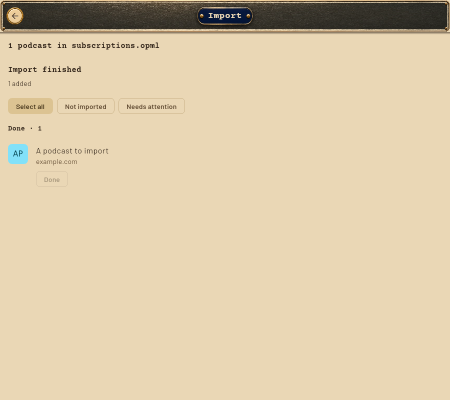 Import
1 podcast in subscriptions.opml
Import finished
1 added
Select all
Not imported
Needs attention
Done · 1
AP
A podcast to import
example.com
Done